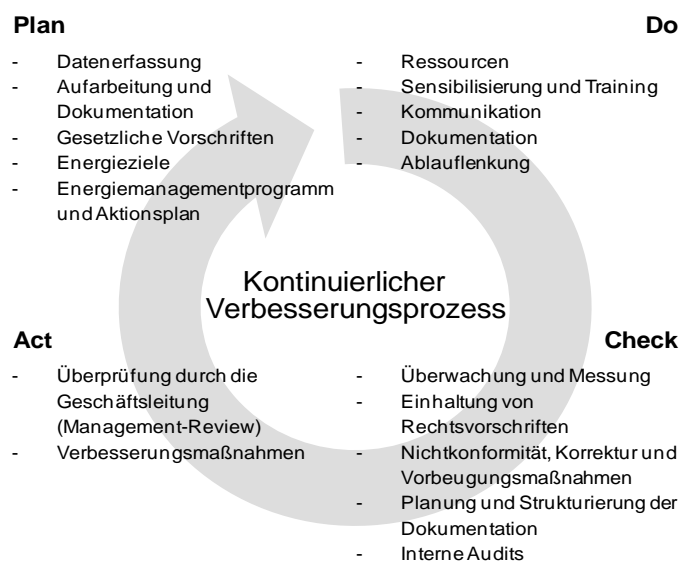 Plan
- Datenerfassung
- Aufarbeitung und
Dokumentation
- Gesetzliche Vorschriften
- Energieziele
- Energiemanagementprogramm
und Aktionsplan
Do
- Ressourcen
- Sensibilisierung und Training
- Kommunikation
- Dokumentation
- Ablauflenkung
Kontinuierlicher
Verbesserungsprozess
Act
- Überprüfung durch die
Geschäftsleitung
(Management-Review)
- Verbesserungsmaßnahmen
Check
- Überwachung und Messung
- Einhaltung von
Rechtsvorschriften
- Nichtkonformität, Korrektur und
Vorbeugungsmaßnahmen
- Planung und Strukturierung der
Dokumentation
- Interne Audits